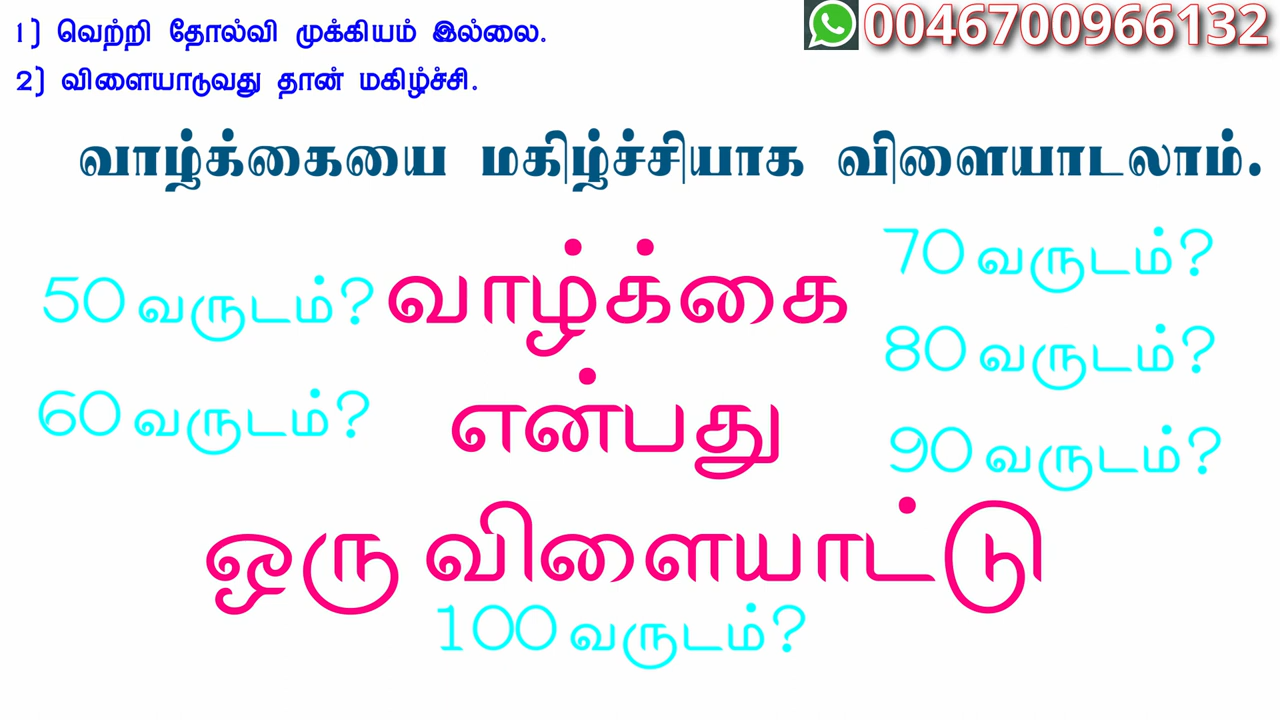 1) வெற்றி தோல்வி முக்கியம் இல்லை.
0046700966132
2) விளையாடுவது தான் மகிழ்ச்சி.
வாழ்க்கையை மகிழ்ச்சியாக விளையாடலாம்.
70 வருடம்?
50 வருடம்?
வாழ்க்கை
80 வருடம்?
60 வருடம்?
என்பது
90 வருடம்?
ஒரு விளையாட்டு
100 வருடம்?